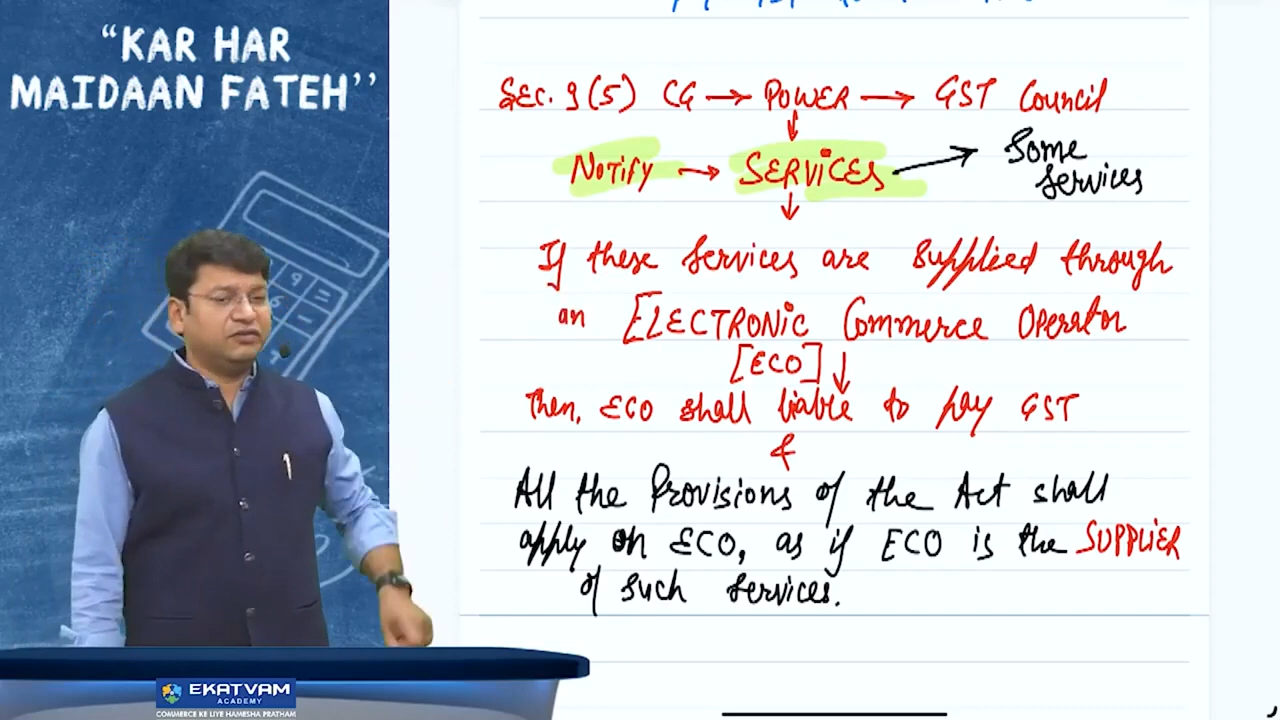 “KAR HAR
MAIDAAN FATEH’’
SEC. 9(5) CG → POWER → GST Council
Notify → SERVICES → Some
services
If these services are supplied through
an [ELECTRONIC Commerce Operator
[ECO]
Then, ECO shall liable to pay GST
&
All the Provisions of the Act shall
apply on ECO, as if ECO is the SUPPLIER
of such services.
EKATVAM
ACADEMY
COMMERCE KE LIYE HAMESHA PRATHAM